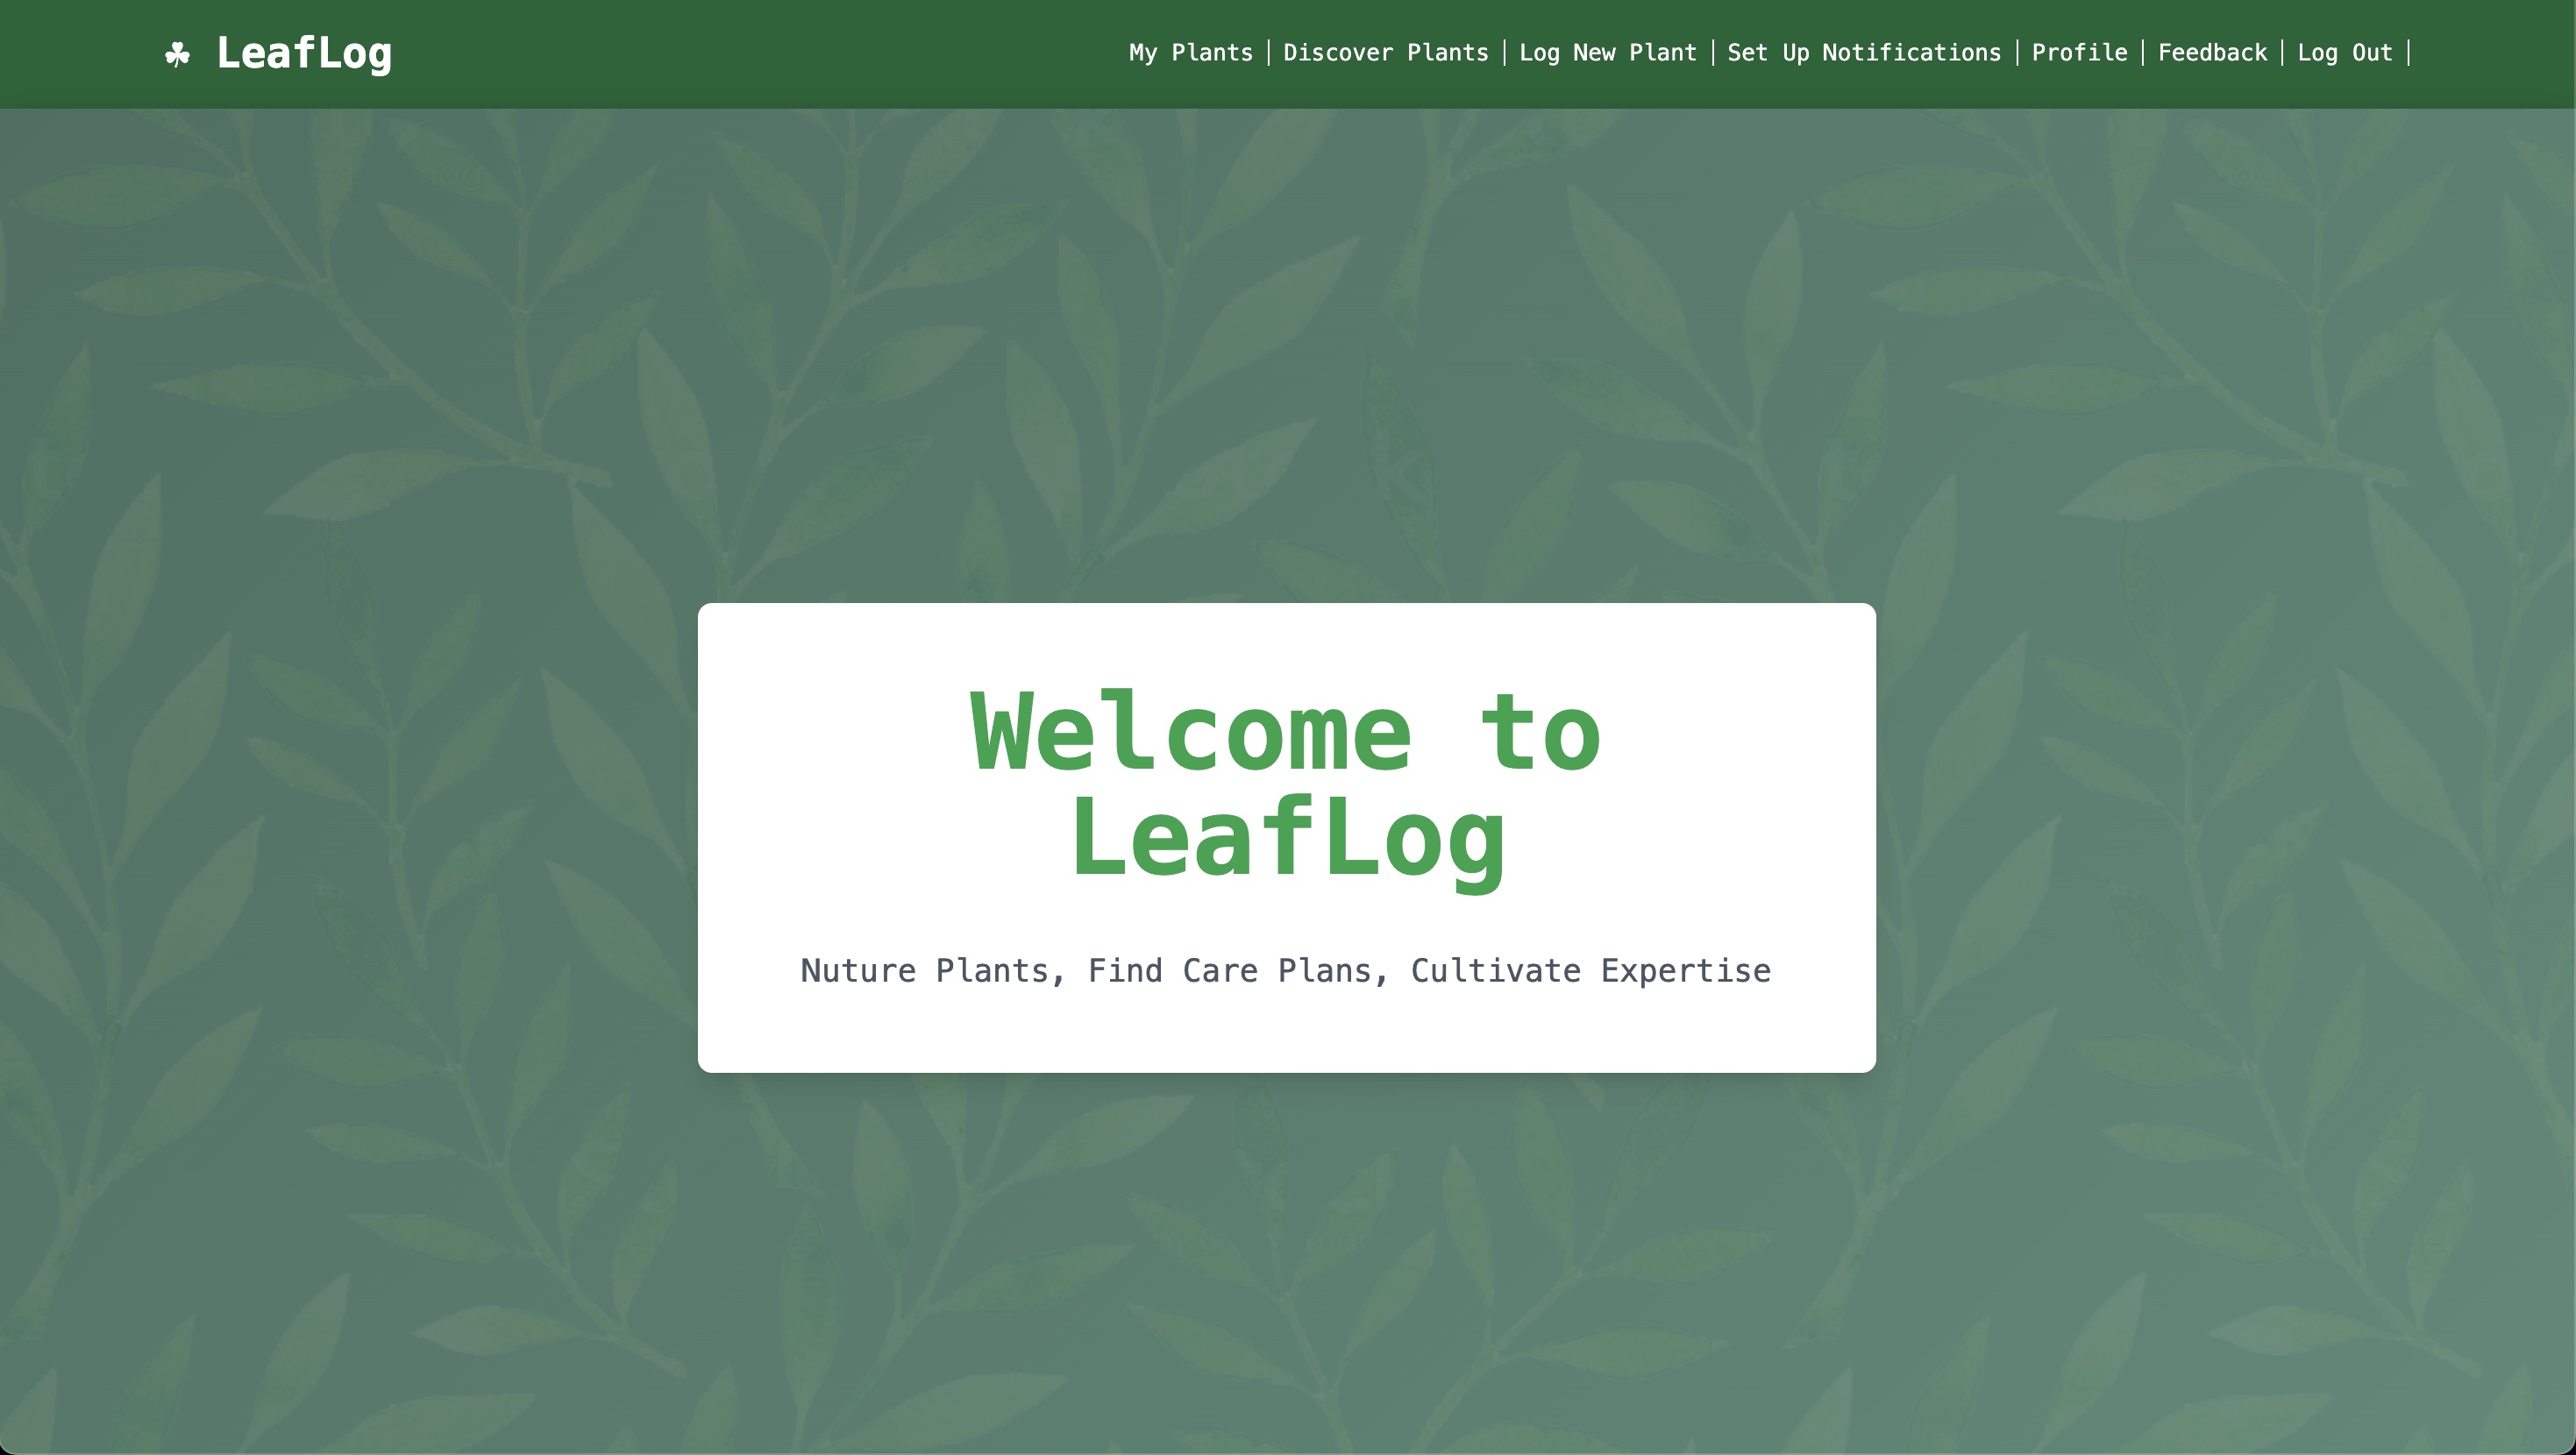 ☘ LeafLog
My Plants | Discover Plants | Log New Plant | Set Up Notifications | Profile | Feedback | Log Out |
Welcome to
LeafLog
Nuture Plants, Find Care Plans, Cultivate Expertise